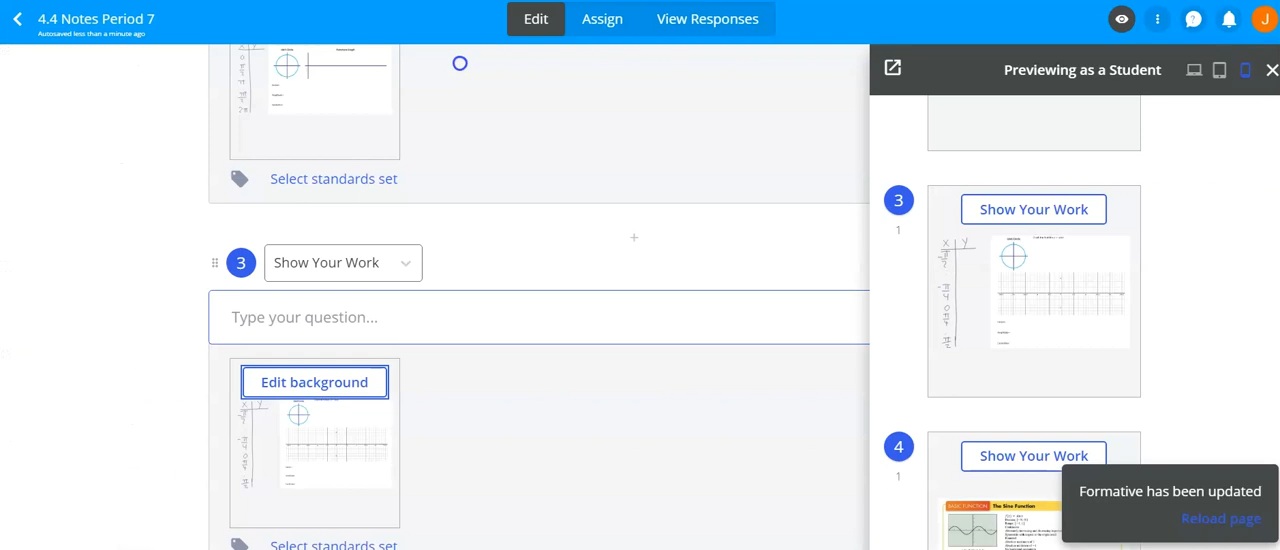 4.4 Notes Period 7
Autosaved less than a minute ago
Edit
Assign
View Responses
J
Select standards set
3
Show Your Work
Type your question...
Edit background
Select standards set
Previewing as a Student
3
1
Show Your Work
4
1
Show Your Work
BASIC FUNCTION The Sine Function
Formative has been updated
Reload page